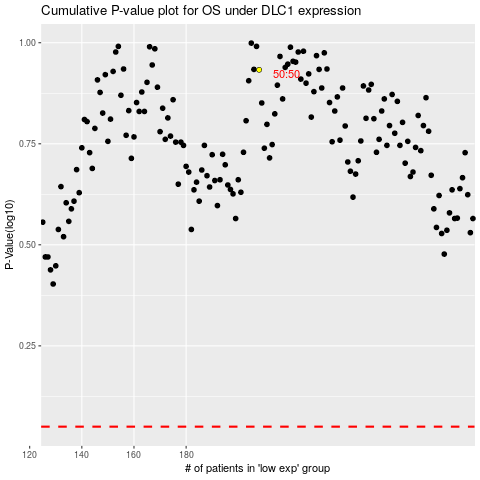 Cumulative P-value plot for OS under DLC1 expression
P-Value(log10)
1.00
0.75
0.50
0.25
50:50
120 140 160 180
# of patients in 'low exp' group